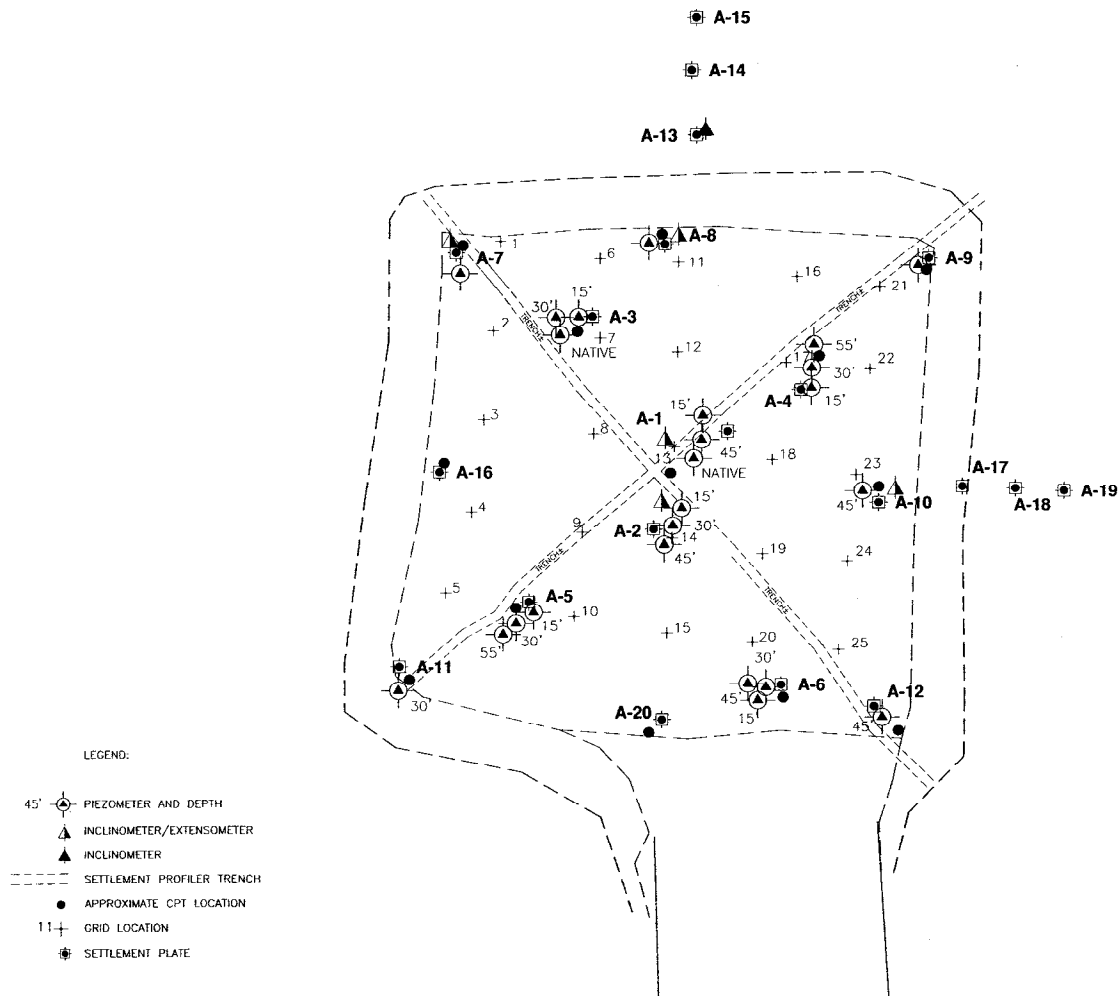 A-15
A-14
A-13
A-8
A-7
1
6
11
A-9
16
21
15'
30'
A-3
2
TRENCH
7
NATIVE
TRENCH
55'
12
17
22
30'
A-4
15'
15'
3
A-1
8
45'
13
18
NATIVE
A-16
23
A-17
A-18
A-19
45'
A-10
15'
4
9
A-2
30'
14
45'
19
24
TRENCH
5
A-5
10
TRENCH
15'
30'
55'
15
20
25
30'
A-11
A-6
45'
30'
15'
A-12
45'
A-20
LEGEND:
45' PIEZOMETER AND DEPTH
INCLINOMETER/EXTENSOMETER
INCLINOMETER
SETTLEMENT PROFILER TRENCH
APPROXIMATE CPT LOCATION
11 GRID LOCATION
SETTLEMENT PLATE